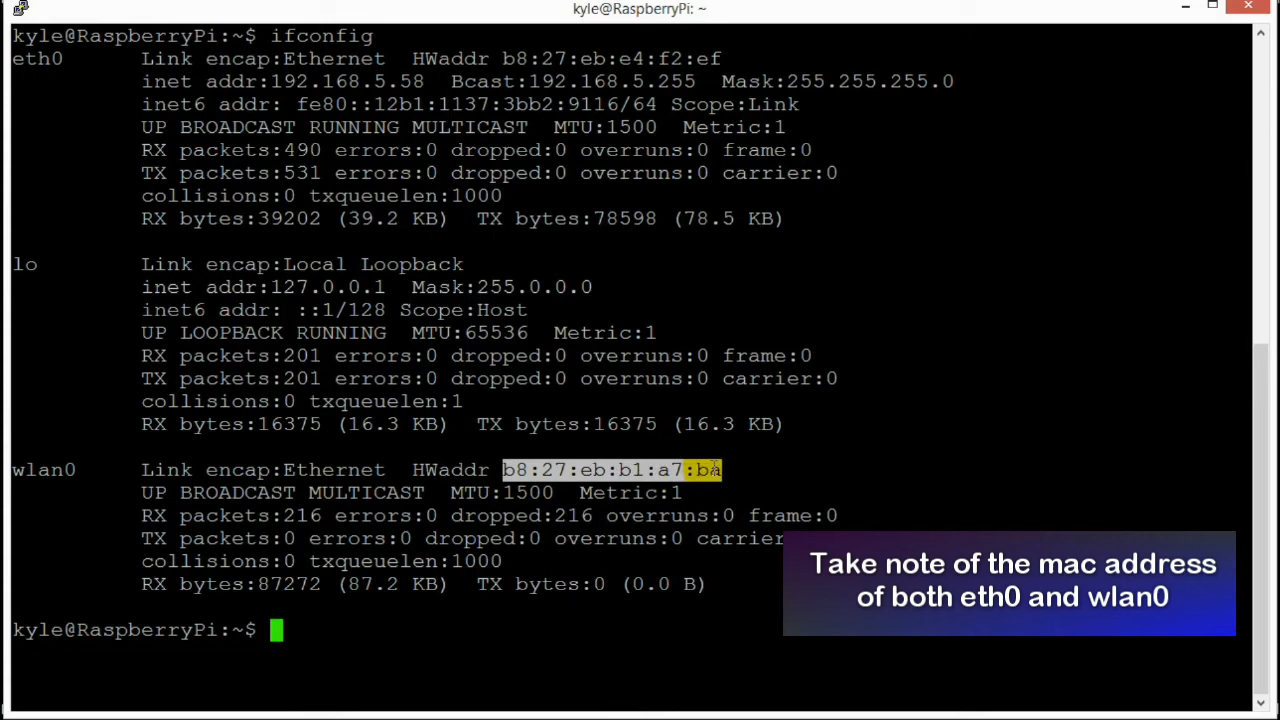 kyle@RaspberryPi: ~
kyle@RaspberryPi:~$ ifconfig
eth0 Link encap:Ethernet HWaddr b8:27:eb:e4:f2:ef
inet addr:192.168.5.58 Bcast:192.168.5.255 Mask:255.255.255.0
inet6 addr: fe80::12b1:1137:3bb2:9116/64 Scope:Link
UP BROADCAST RUNNING MULTICAST MTU:1500 Metric:1
RX packets:490 errors:0 dropped:0 overruns:0 frame:0
TX packets:531 errors:0 dropped:0 overruns:0 carrier:0
collisions:0 txqueuelen:1000
RX bytes:39202 (39.2 KB) TX bytes:78598 (78.5 KB)
lo Link encap:Local Loopback
inet addr:127.0.0.1 Mask:255.0.0.0
inet6 addr: ::1/128 Scope:Host
UP LOOPBACK RUNNING MTU:65536 Metric:1
RX packets:201 errors:0 dropped:0 overruns:0 frame:0
TX packets:201 errors:0 dropped:0 overruns:0 carrier:0
collisions:0 txqueuelen:1
RX bytes:16375 (16.3 KB) TX bytes:16375 (16.3 KB)
wlan0 Link encap:Ethernet HWaddr b8:27:eb:b1:a7:ba
UP BROADCAST MULTICAST MTU:1500 Metric:1
RX packets:216 errors:0 dropped:216 overruns:0 frame:0
TX packets:0 errors:0 dropped:0 overruns:0 carrier
collisions:0 txqueuelen:1000
RX bytes:87272 (87.2 KB) TX bytes:0 (0.0 B)
Take note of the mac address
of both eth0 and wlan0
kyle@RaspberryPi:~$